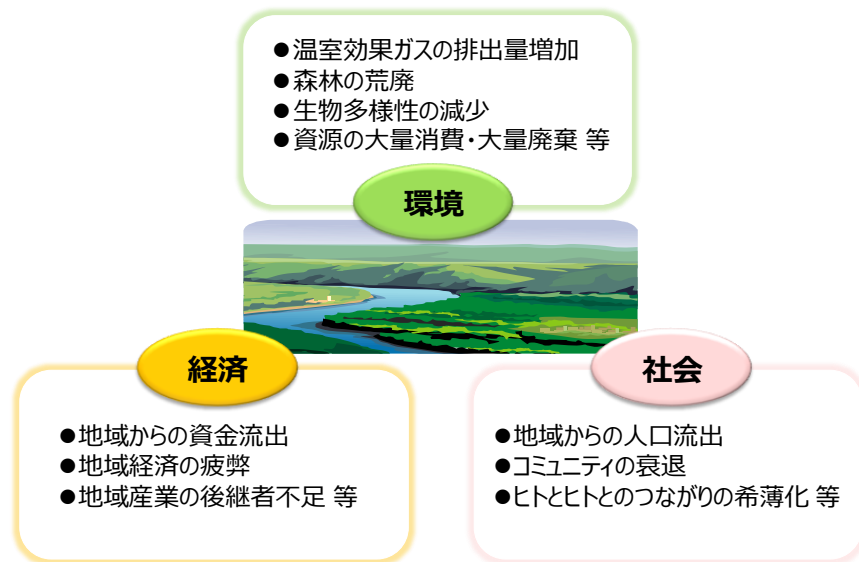 ●温室効果ガスの排出量増加
●森林の荒廃
●生物多様性の減少
●資源の大量消費・大量廃棄 等
環境
経済
●地域からの資金流出
●地域経済の疲弊
●地域産業の後継者不足 等
社会
●地域からの人口流出
●コミュニティの衰退
●ヒトとヒトとのつながりの希薄化 等